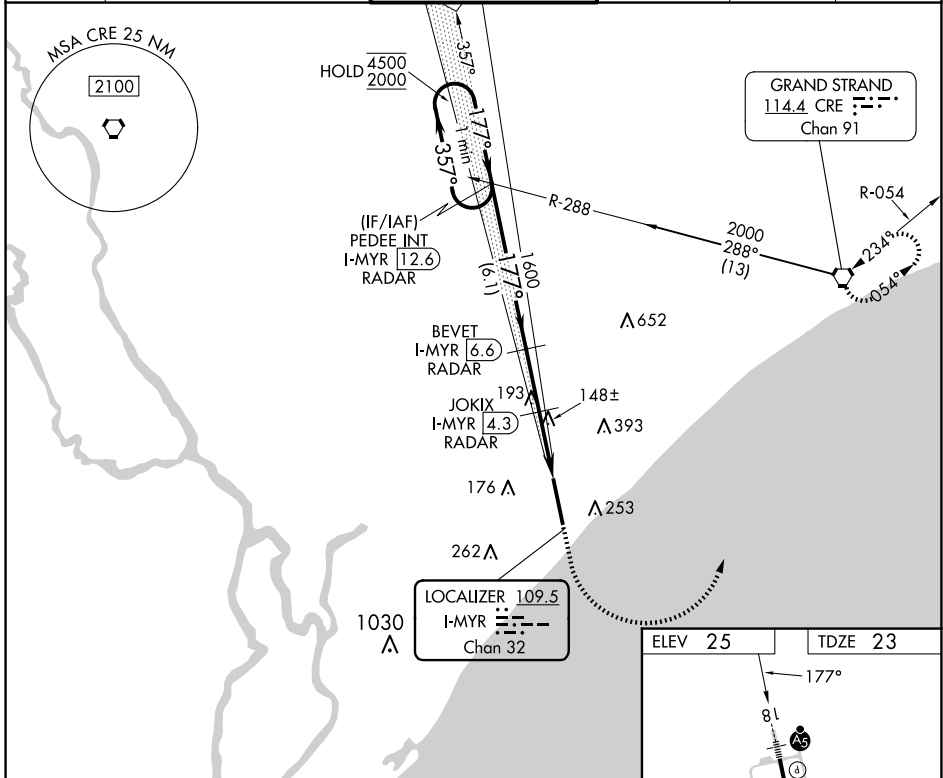 MSA CRE 25 NM
2100
HOLD 4500
2000
357°
177°
1 min
357°
GRAND STRAND
114.4 CRE
Chan 91
R-054
234°
054°
R-288
2000
288°
(13)
(IF/IAF)
PEDEE INT
I-MYR 12.6
RADAR
1600
177°
(6.1)
652
BEVET
I-MYR 6.6
RADAR
193
148±
JOKIX
I-MYR 4.3
RADAR
393
176
253
262
LOCALIZER 109.5
I-MYR
Chan 32
1030
ELEV 25
TDZE 23
177°
18
A5
P